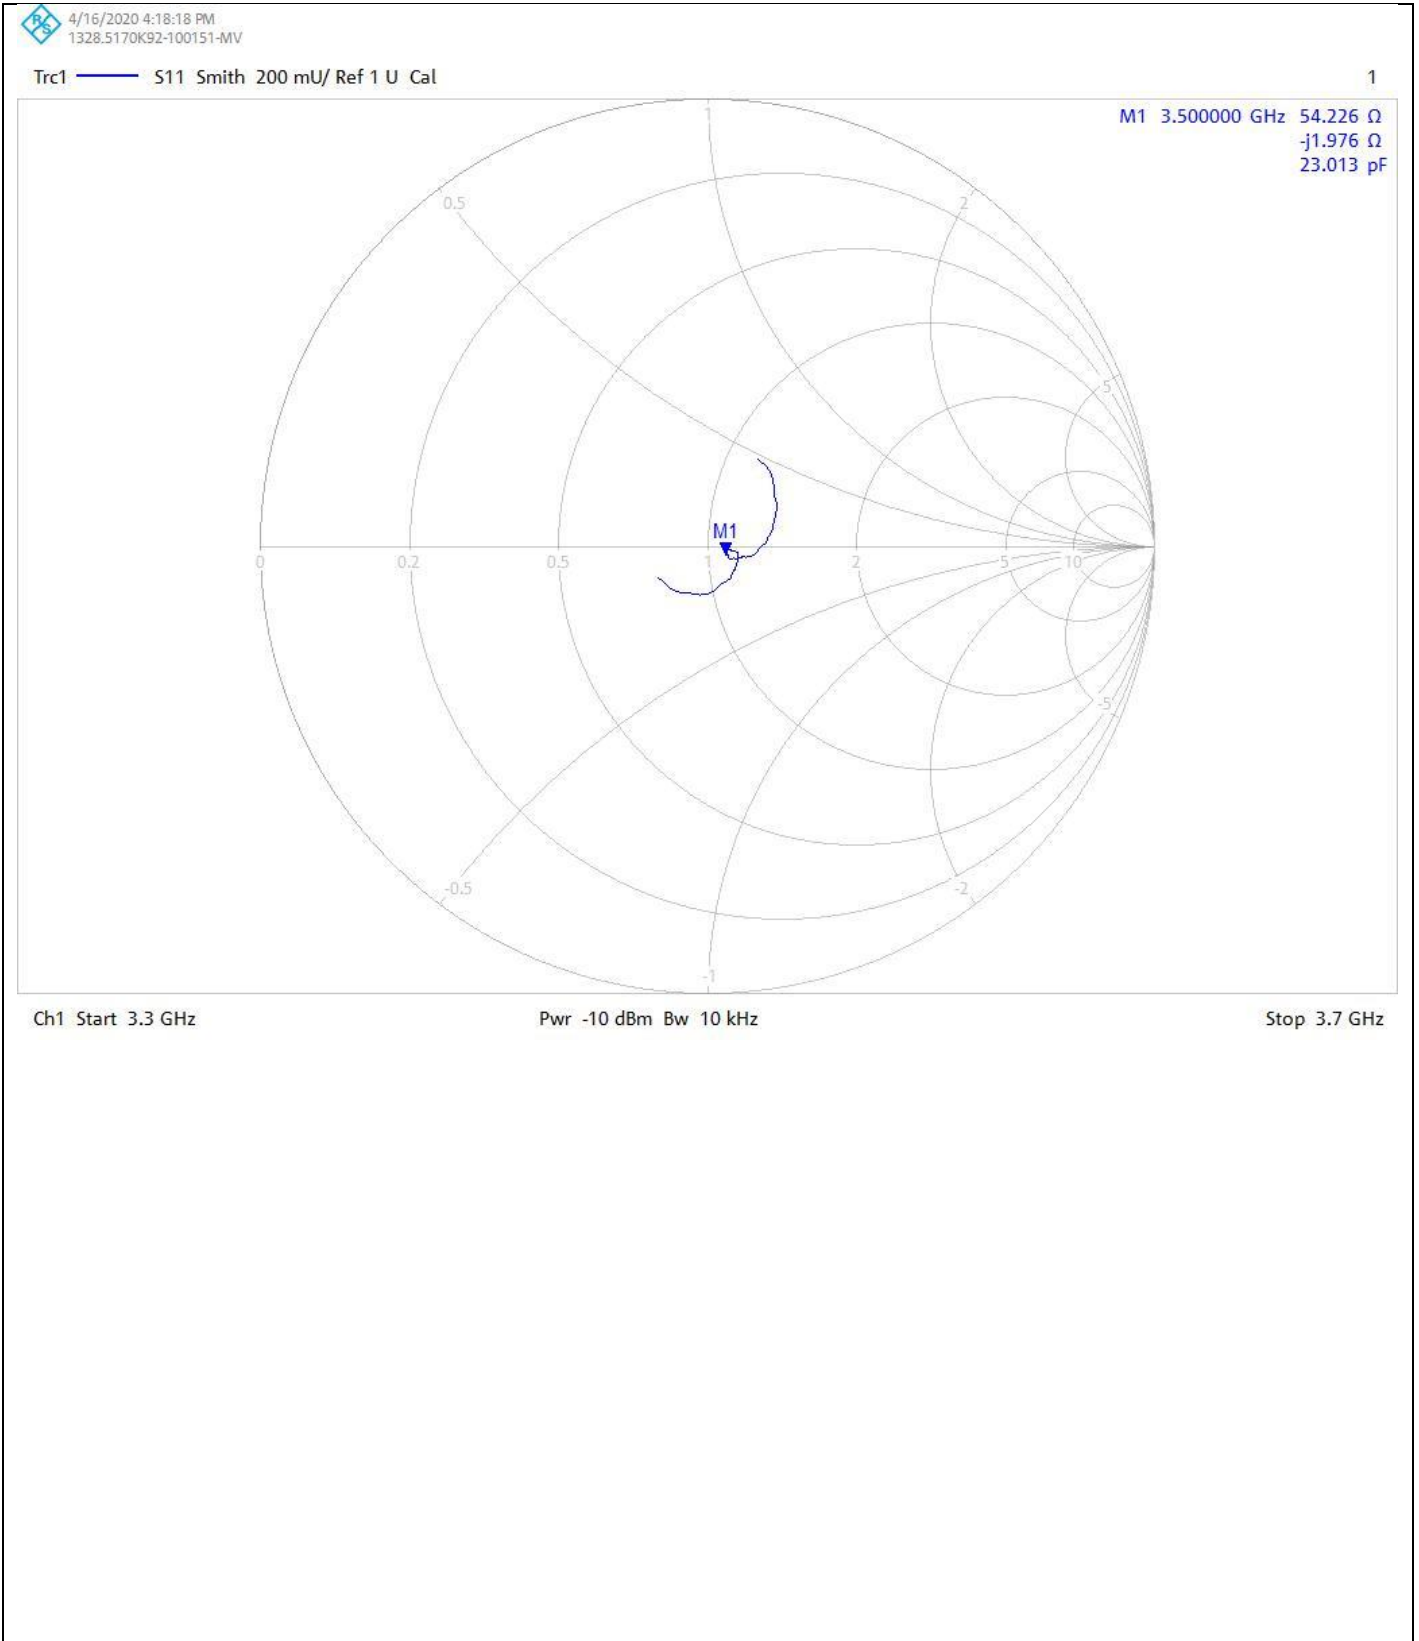 R&S
4/16/2020 4:18:18 PM
1328.5170K92-100151-MV
Trc1 S11 Smith 200 mU/ Ref 1 U Cal 1
M1 3.500000 GHz 54.226 Ω
-j1.976 Ω
23.013 pF
1
0.5 2
5
M1
0 0.2 0.5 1 2 5 10
-5
-0.5 -2
-1
Ch1 Start 3.3 GHz Pwr -10 dBm Bw 10 kHz Stop 3.7 GHz